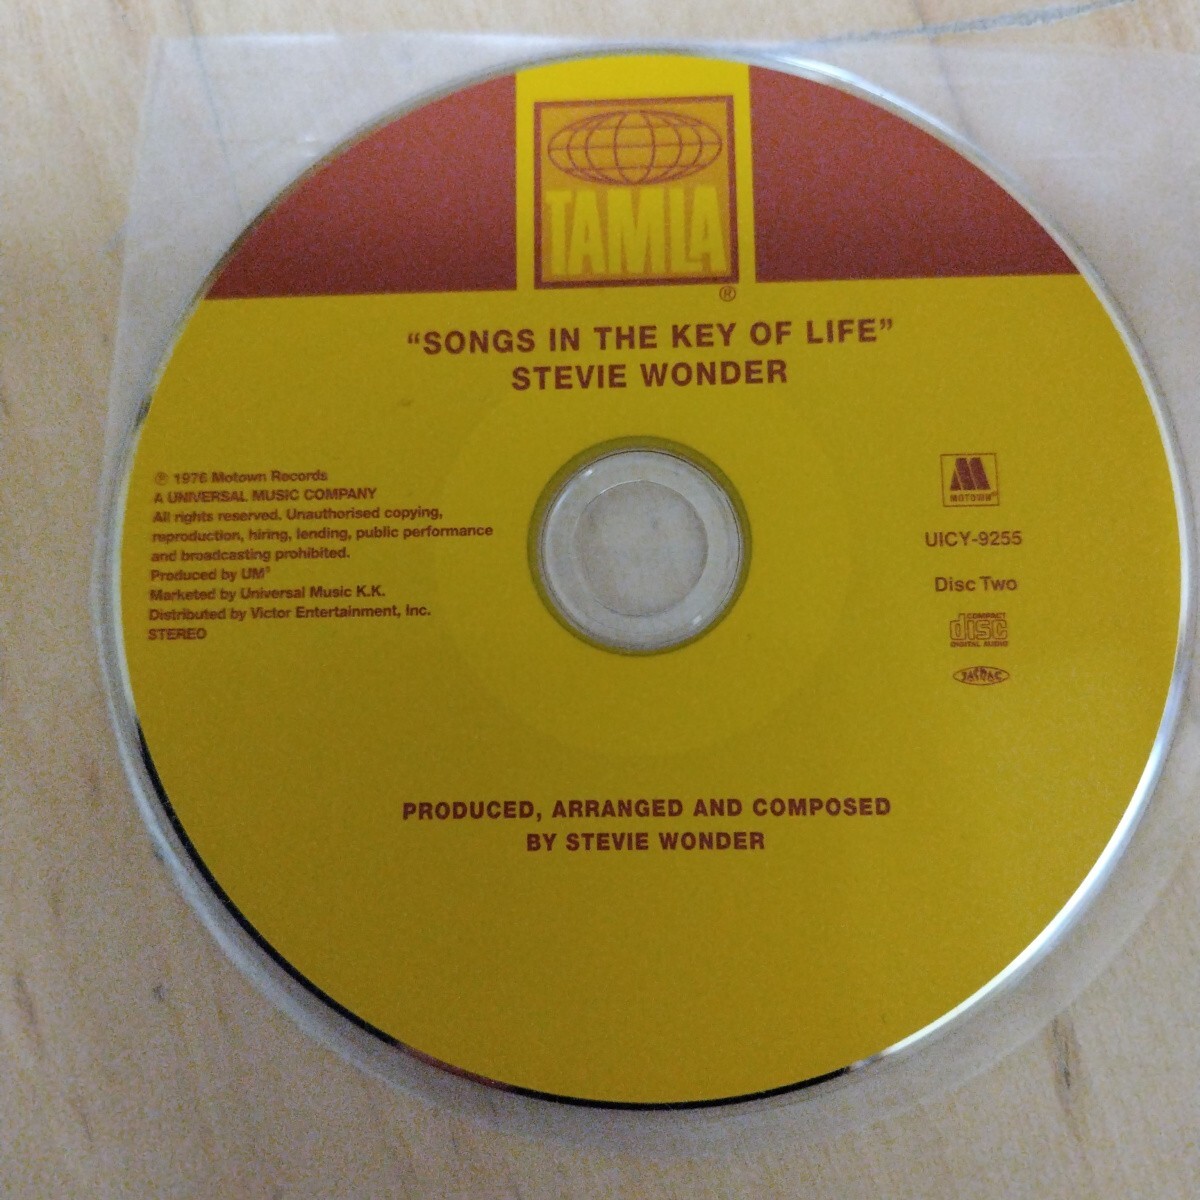 TAMLA
®
“SONGS IN THE KEY OF LIFE”
STEVIE WONDER
℗ 1976 Motown Records
A UNIVERSAL MUSIC COMPANY
All rights reserved. Unauthorised copying,
reproduction, hiring, lending, public performance
and broadcasting prohibited.
Produced by UM³
Marketed by Universal Music K.K.
Distributed by Victor Entertainment, Inc.
STEREO
MOTOWN
UICY-9255
Disc Two
COMPACT
disc
DIGITAL AUDIO
JASRAC
PRODUCED, ARRANGED AND COMPOSED
BY STEVIE WONDER